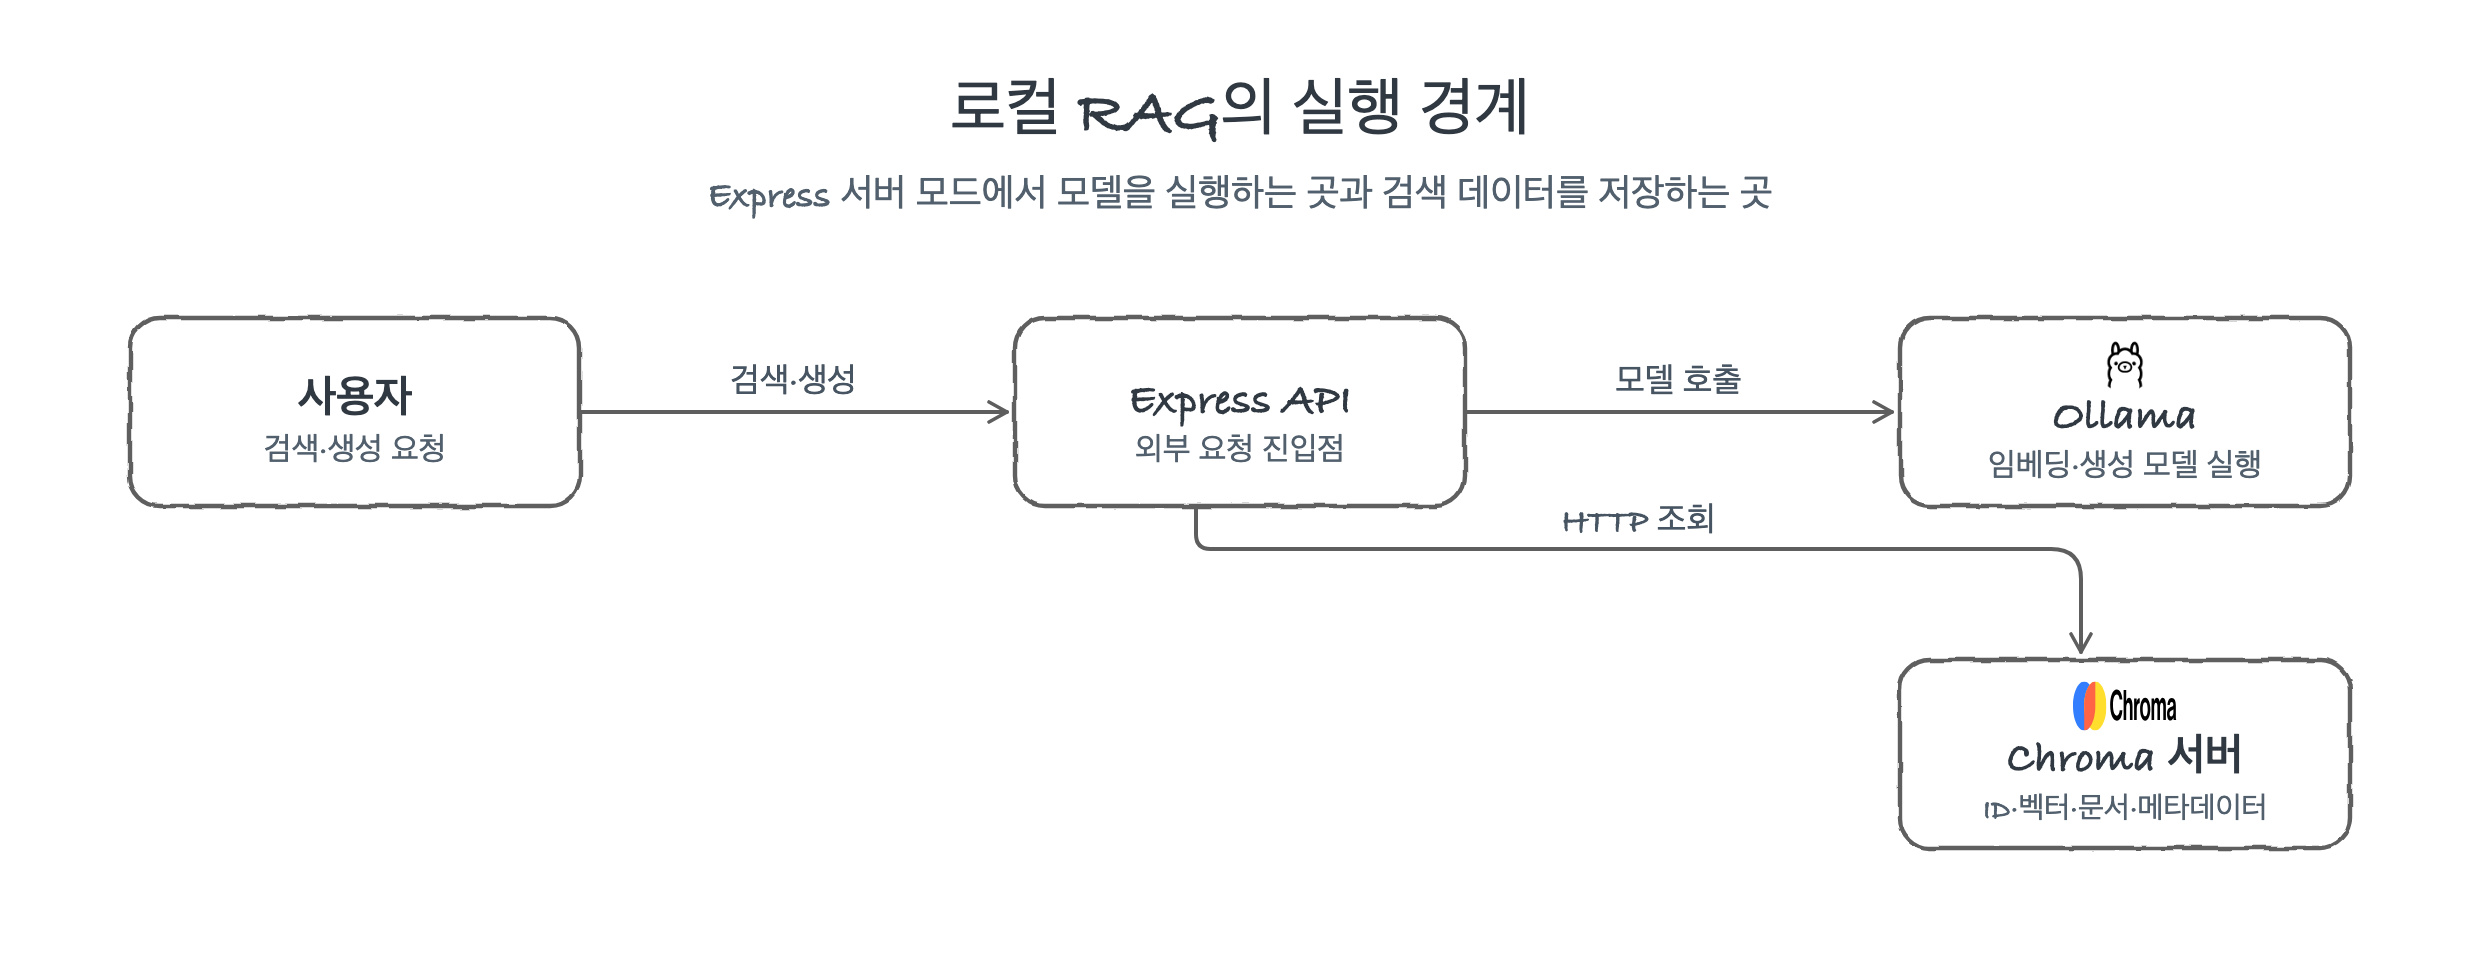 로컬 RAG의 실행 경계
Express 서버 모드에서 모델을 실행하는 곳과 검색 데이터를 저장하는 곳
사용자
검색·생성 요청
검색·생성
Express API
외부 요청 진입점
모델 호출
Ollama
임베딩·생성 모델 실행
HTTP 조회
Chroma
Chroma 서버
ID·벡터·문서·메타데이터